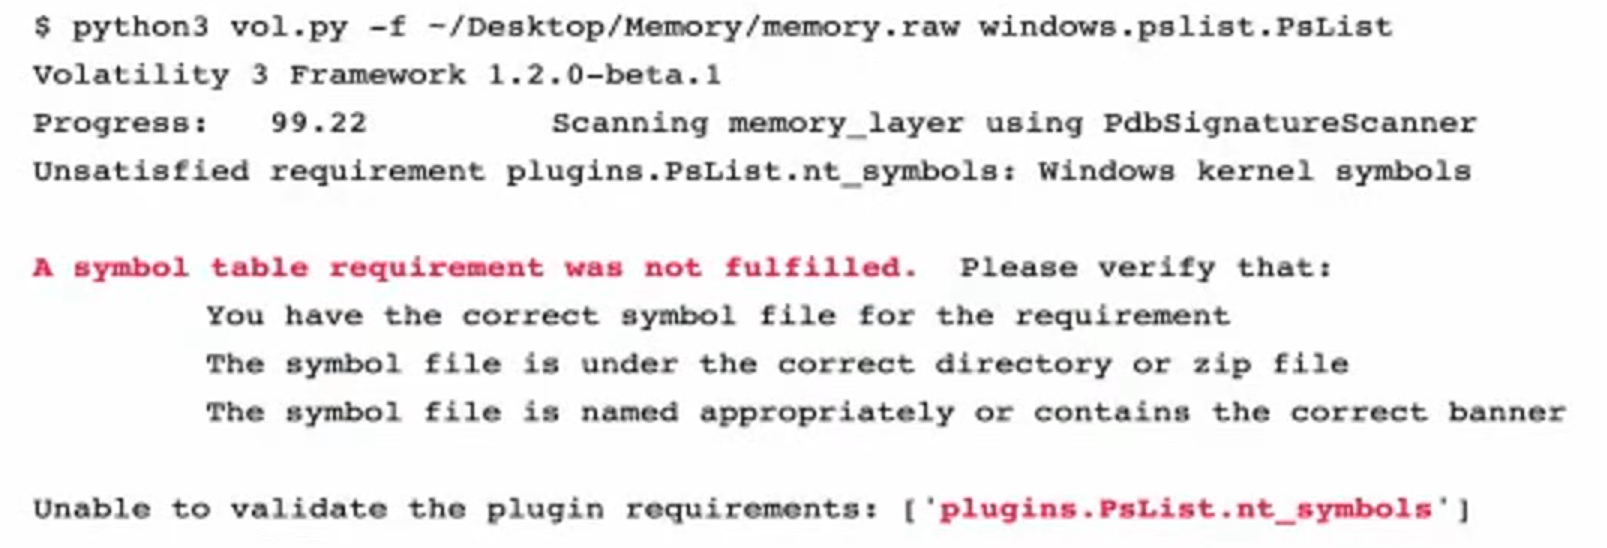 $ python3 vol.py -f ~/Desktop/Memory/memory.raw windows.pslist.PsList
Volatility 3 Framework 1.2.0-beta.1
Progress:   99.22          Scanning memory_layer using PdbSignatureScanner
Unsatisfied requirement plugins.PsList.nt_symbols: Windows kernel symbols
A symbol table requirement was not fulfilled.  Please verify that:
You have the correct symbol file for the requirement
The symbol file is under the correct directory or zip file
The symbol file is named appropriately or contains the correct banner
Unable to validate the plugin requirements: ['plugins.PsList.nt_symbols']